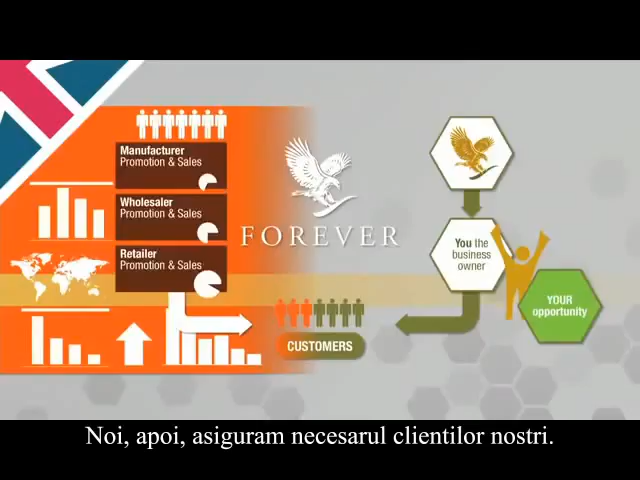 Manufacturer
Promotion & Sales
Wholesaler
Promotion & Sales
Retailer
Promotion & Sales
FOREVER
You the
business
owner
YOUR
opportunity
CUSTOMERS
Noi, apoi, asiguram necesarul clientilor nostri.